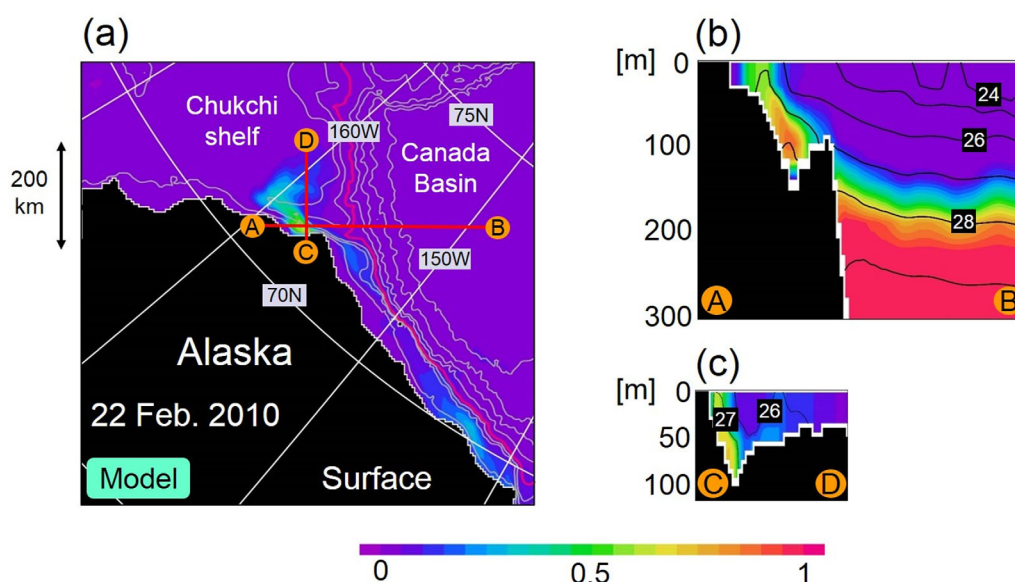 (a)
Chukchi
shelf
160W
75N
Canada
Basin
D
A
B
C
150W
70N
200
km
Alaska
22 Feb. 2010
Model
Surface
(b)
[m]
0
100
200
300
24
26
28
A
B
(c)
[m]
0
50
100
27
26
C
D
0
0.5
1